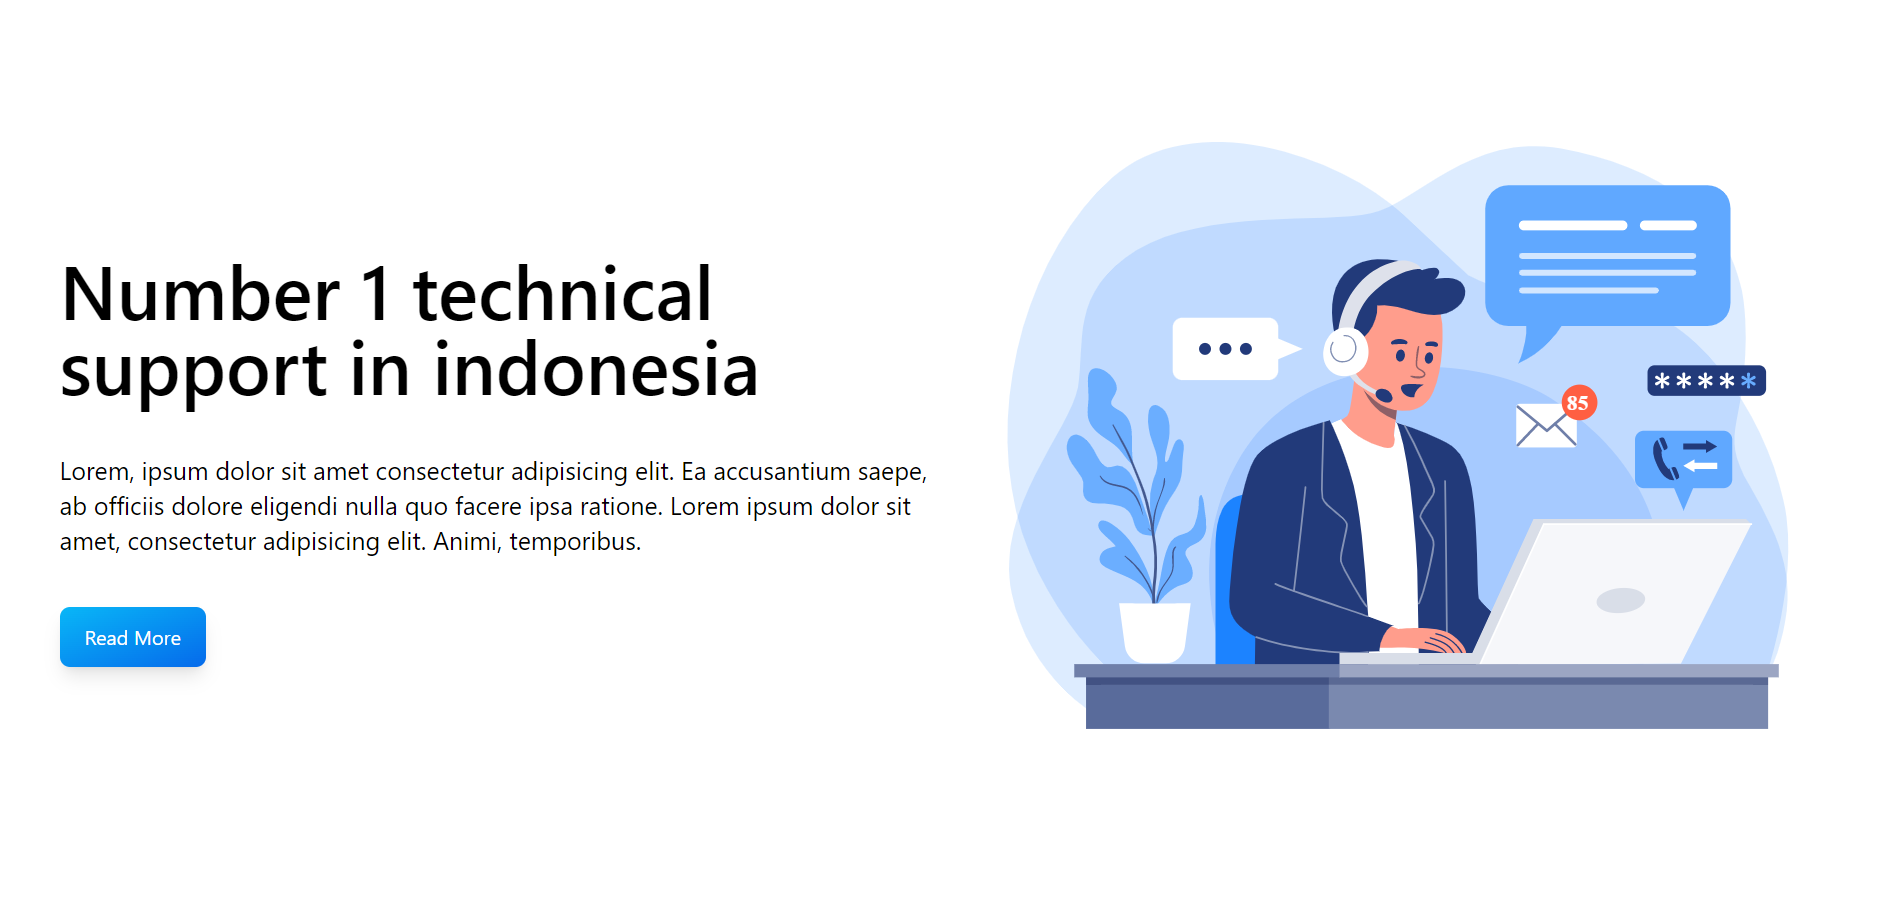 Number 1 technical
support in indonesia
Lorem, ipsum dolor sit amet consectetur adipisicing elit. Ea accusantium saepe,
ab officiis dolore eligendi nulla quo facere ipsa ratione. Lorem ipsum dolor sit
amet, consectetur adipisicing elit. Animi, temporibus.
Read More
*****
85